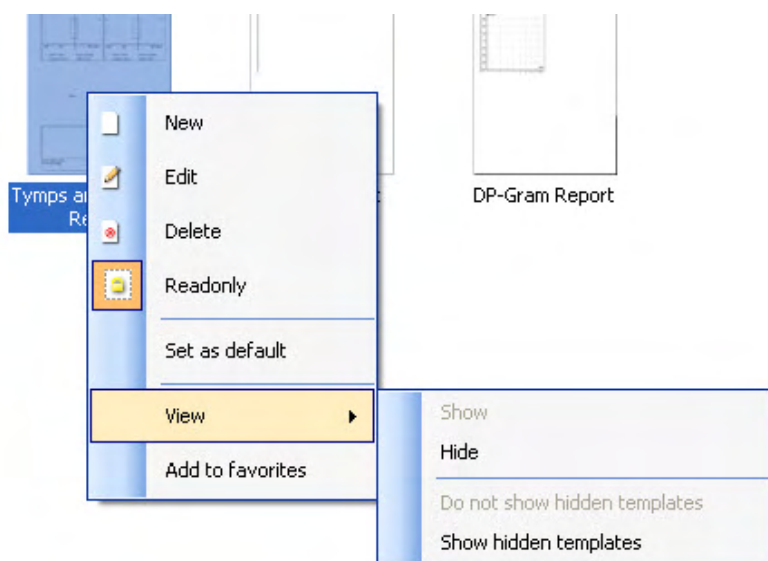 Tymps a
Re
DP-Gram Report
New
Edit
Delete
Readonly
Set as default
View
Add to favorites
Show
Hide
Do not show hidden templates
Show hidden templates